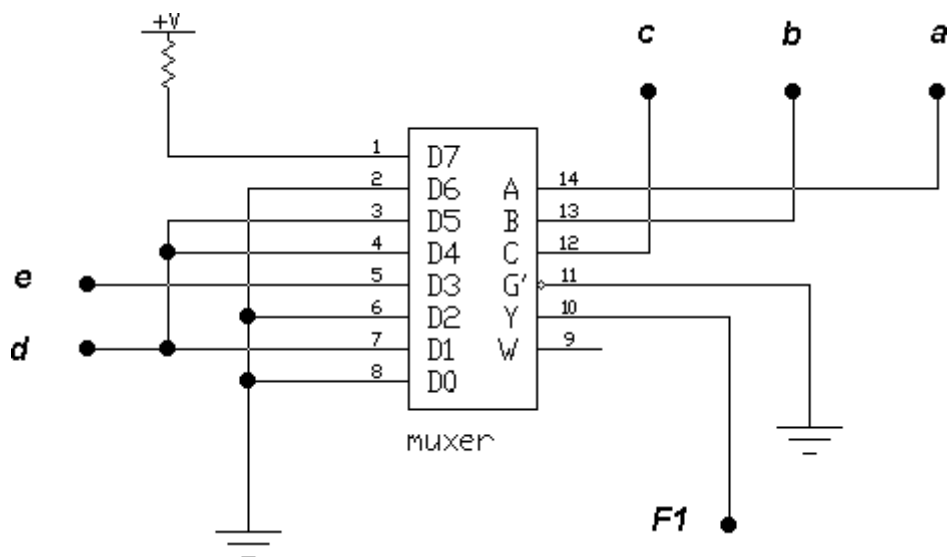 +V
c b a
1 D7
2 D6 A 14
3 D5 B 13
4 D4 C 12
e 5 D3 G' 11
6 D2 Y 10
d 7 D1 W 9
8 D0
muxer
F1